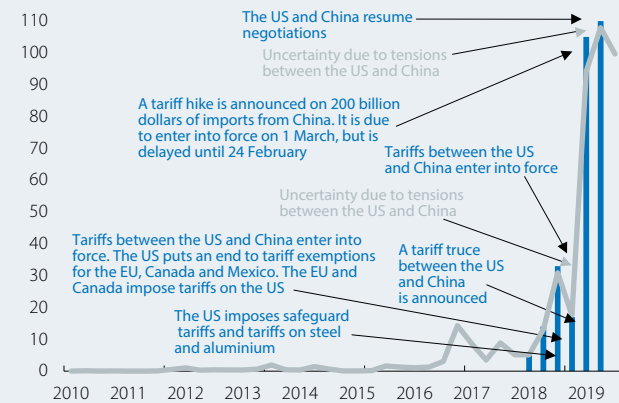 110
100
90
80
70
60
50
40
30
20
10
0
The US and China resume
negotiations
Uncertainty due to tensions
between the US and China
A tariff hike is announced on 200 billion
dollars of imports from China. It is due
to enter into force on 1 March, but is
delayed until 24 February
Tariffs between the US
and China enter into force
Uncertainty due to tensions
between the US and China
Tariffs between the US and China enter into
force. The US puts an end to tariff exemptions
for the EU, Canada and Mexico. The EU and
Canada impose tariffs on the US
A tariff truce
between the US
and China
is announced
The US imposes safeguard
tariffs and tariffs on steel
and aluminium
2010 2011 2012 2013 2014 2015 2016 2017 2018 2019